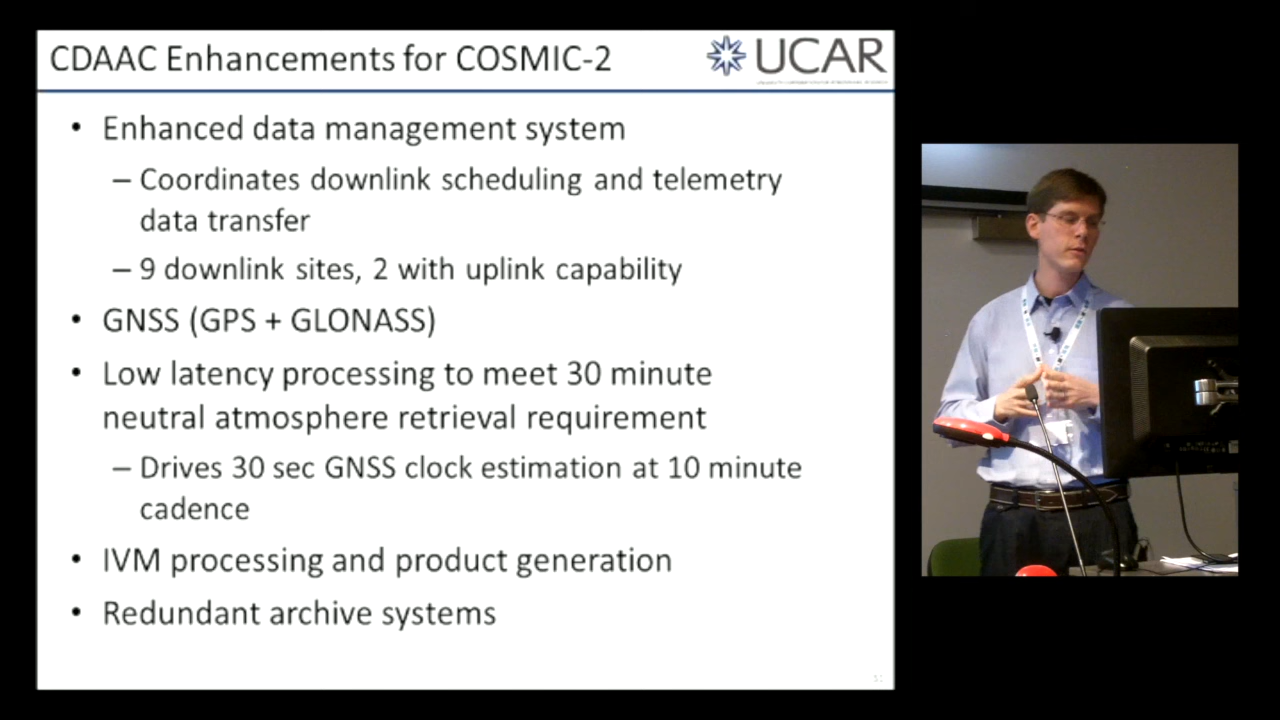 CDAAC Enhancements for COSMIC-2
UCAR
• Enhanced data management system
– Coordinates downlink scheduling and telemetry
data transfer
– 9 downlink sites, 2 with uplink capability
• GNSS (GPS + GLONASS)
• Low latency processing to meet 30 minute
neutral atmosphere retrieval requirement
– Drives 30 sec GNSS clock estimation at 10 minute
cadence
• IVM processing and product generation
• Redundant archive systems